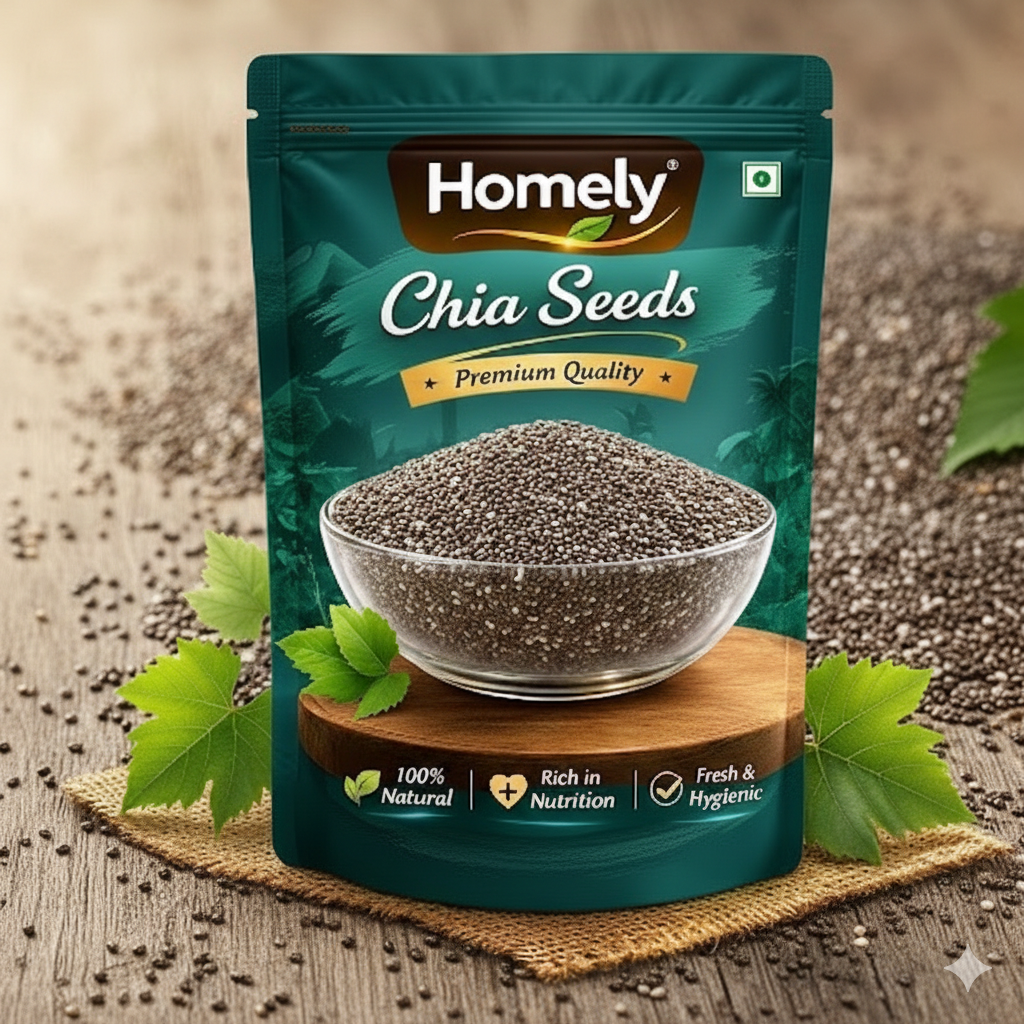 Homely®
Chia Seeds
★ Premium Quality ★
100%
Natural
Rich in
Nutrition
Fresh &
Hygienic